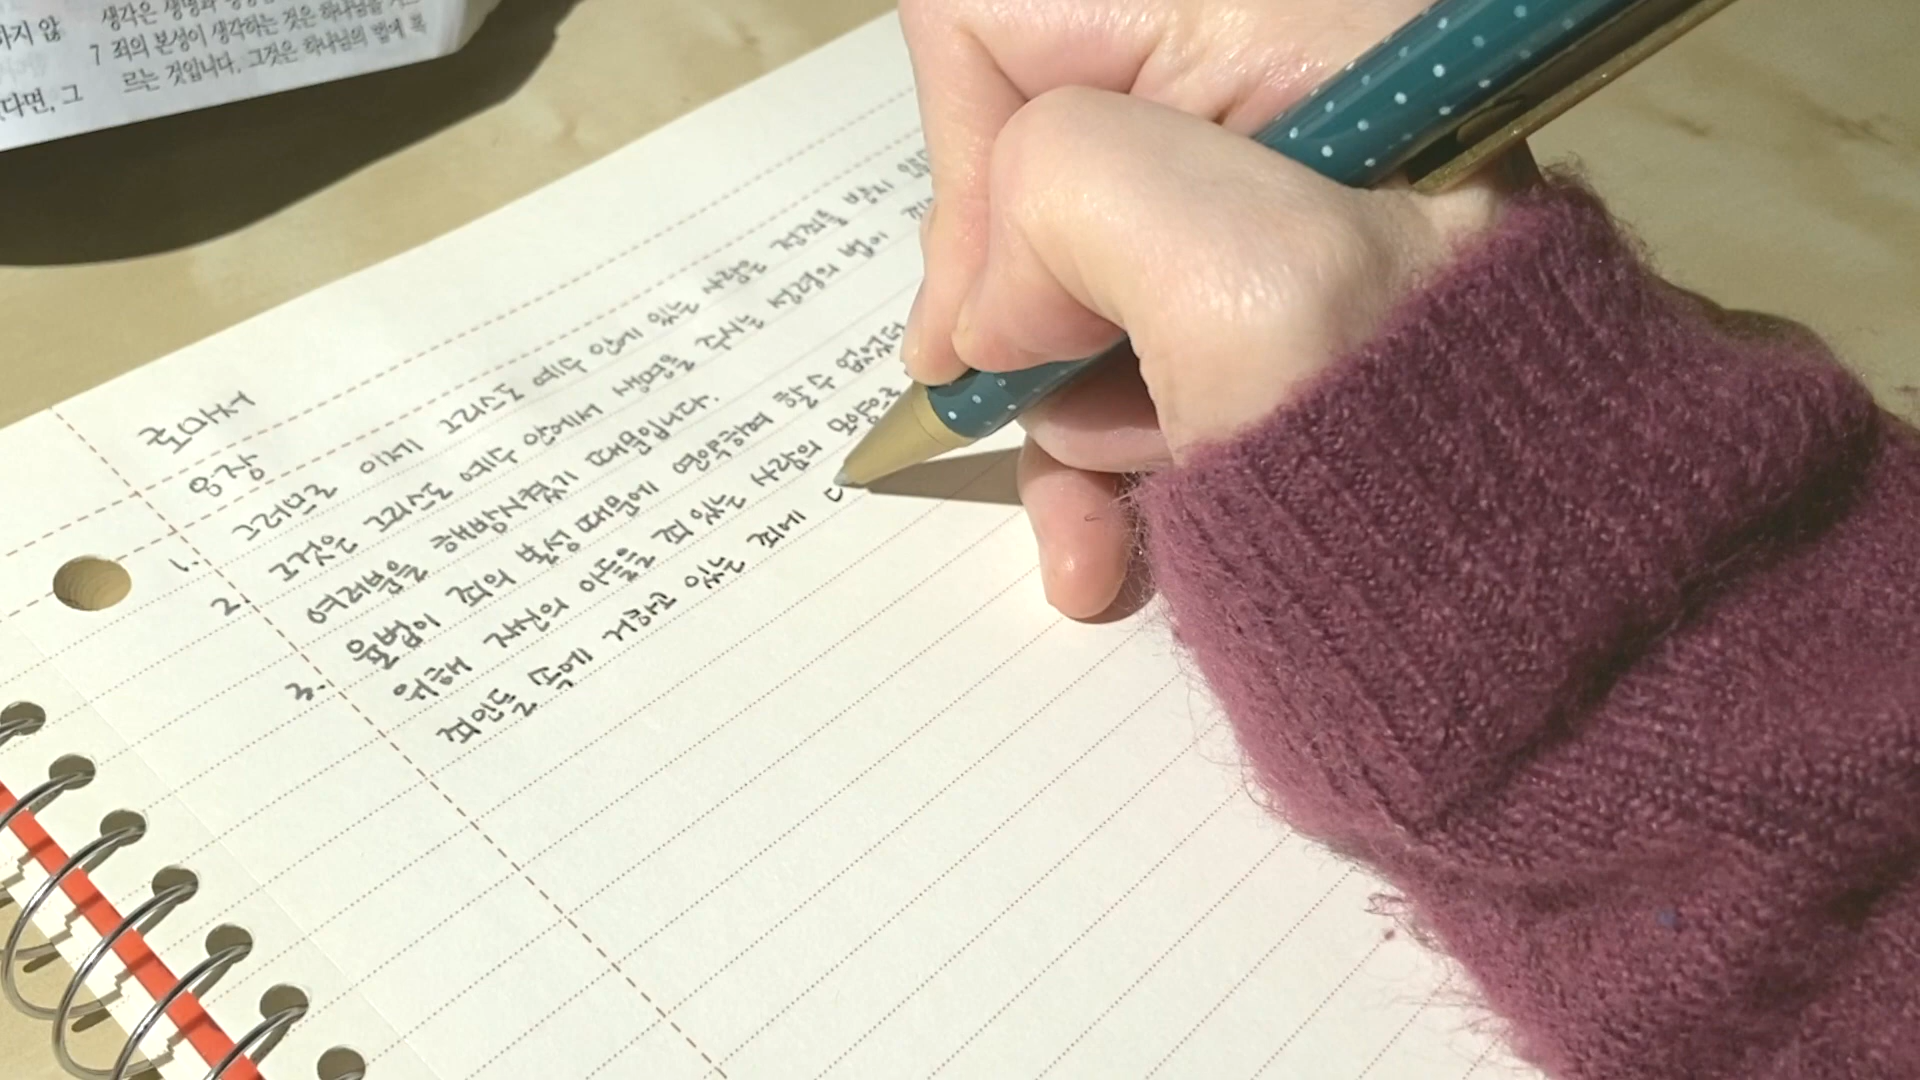 하지 않
생각은 생명과
7 죄의 본성이 생각하는 것은 하나님을
르는 것입니다. 그것은 하나님의 법에 복
다면, 그
로마서
8장
1. 그러므로 이제 그리스도 예수 안에 있는 사람은 정죄를 받지
2. 그것은 그리스도 예수 안에서 생명을 주시는 성령의 법이
여러분을 해방시켰기 때문입니다.
3. 율법이 죄의 본성 때문에 연약하여 할 수 없었던
위해 자신의 아들을 죄 있는 사람의 모양으로
죄인들 속에 거하고 있는 죄에